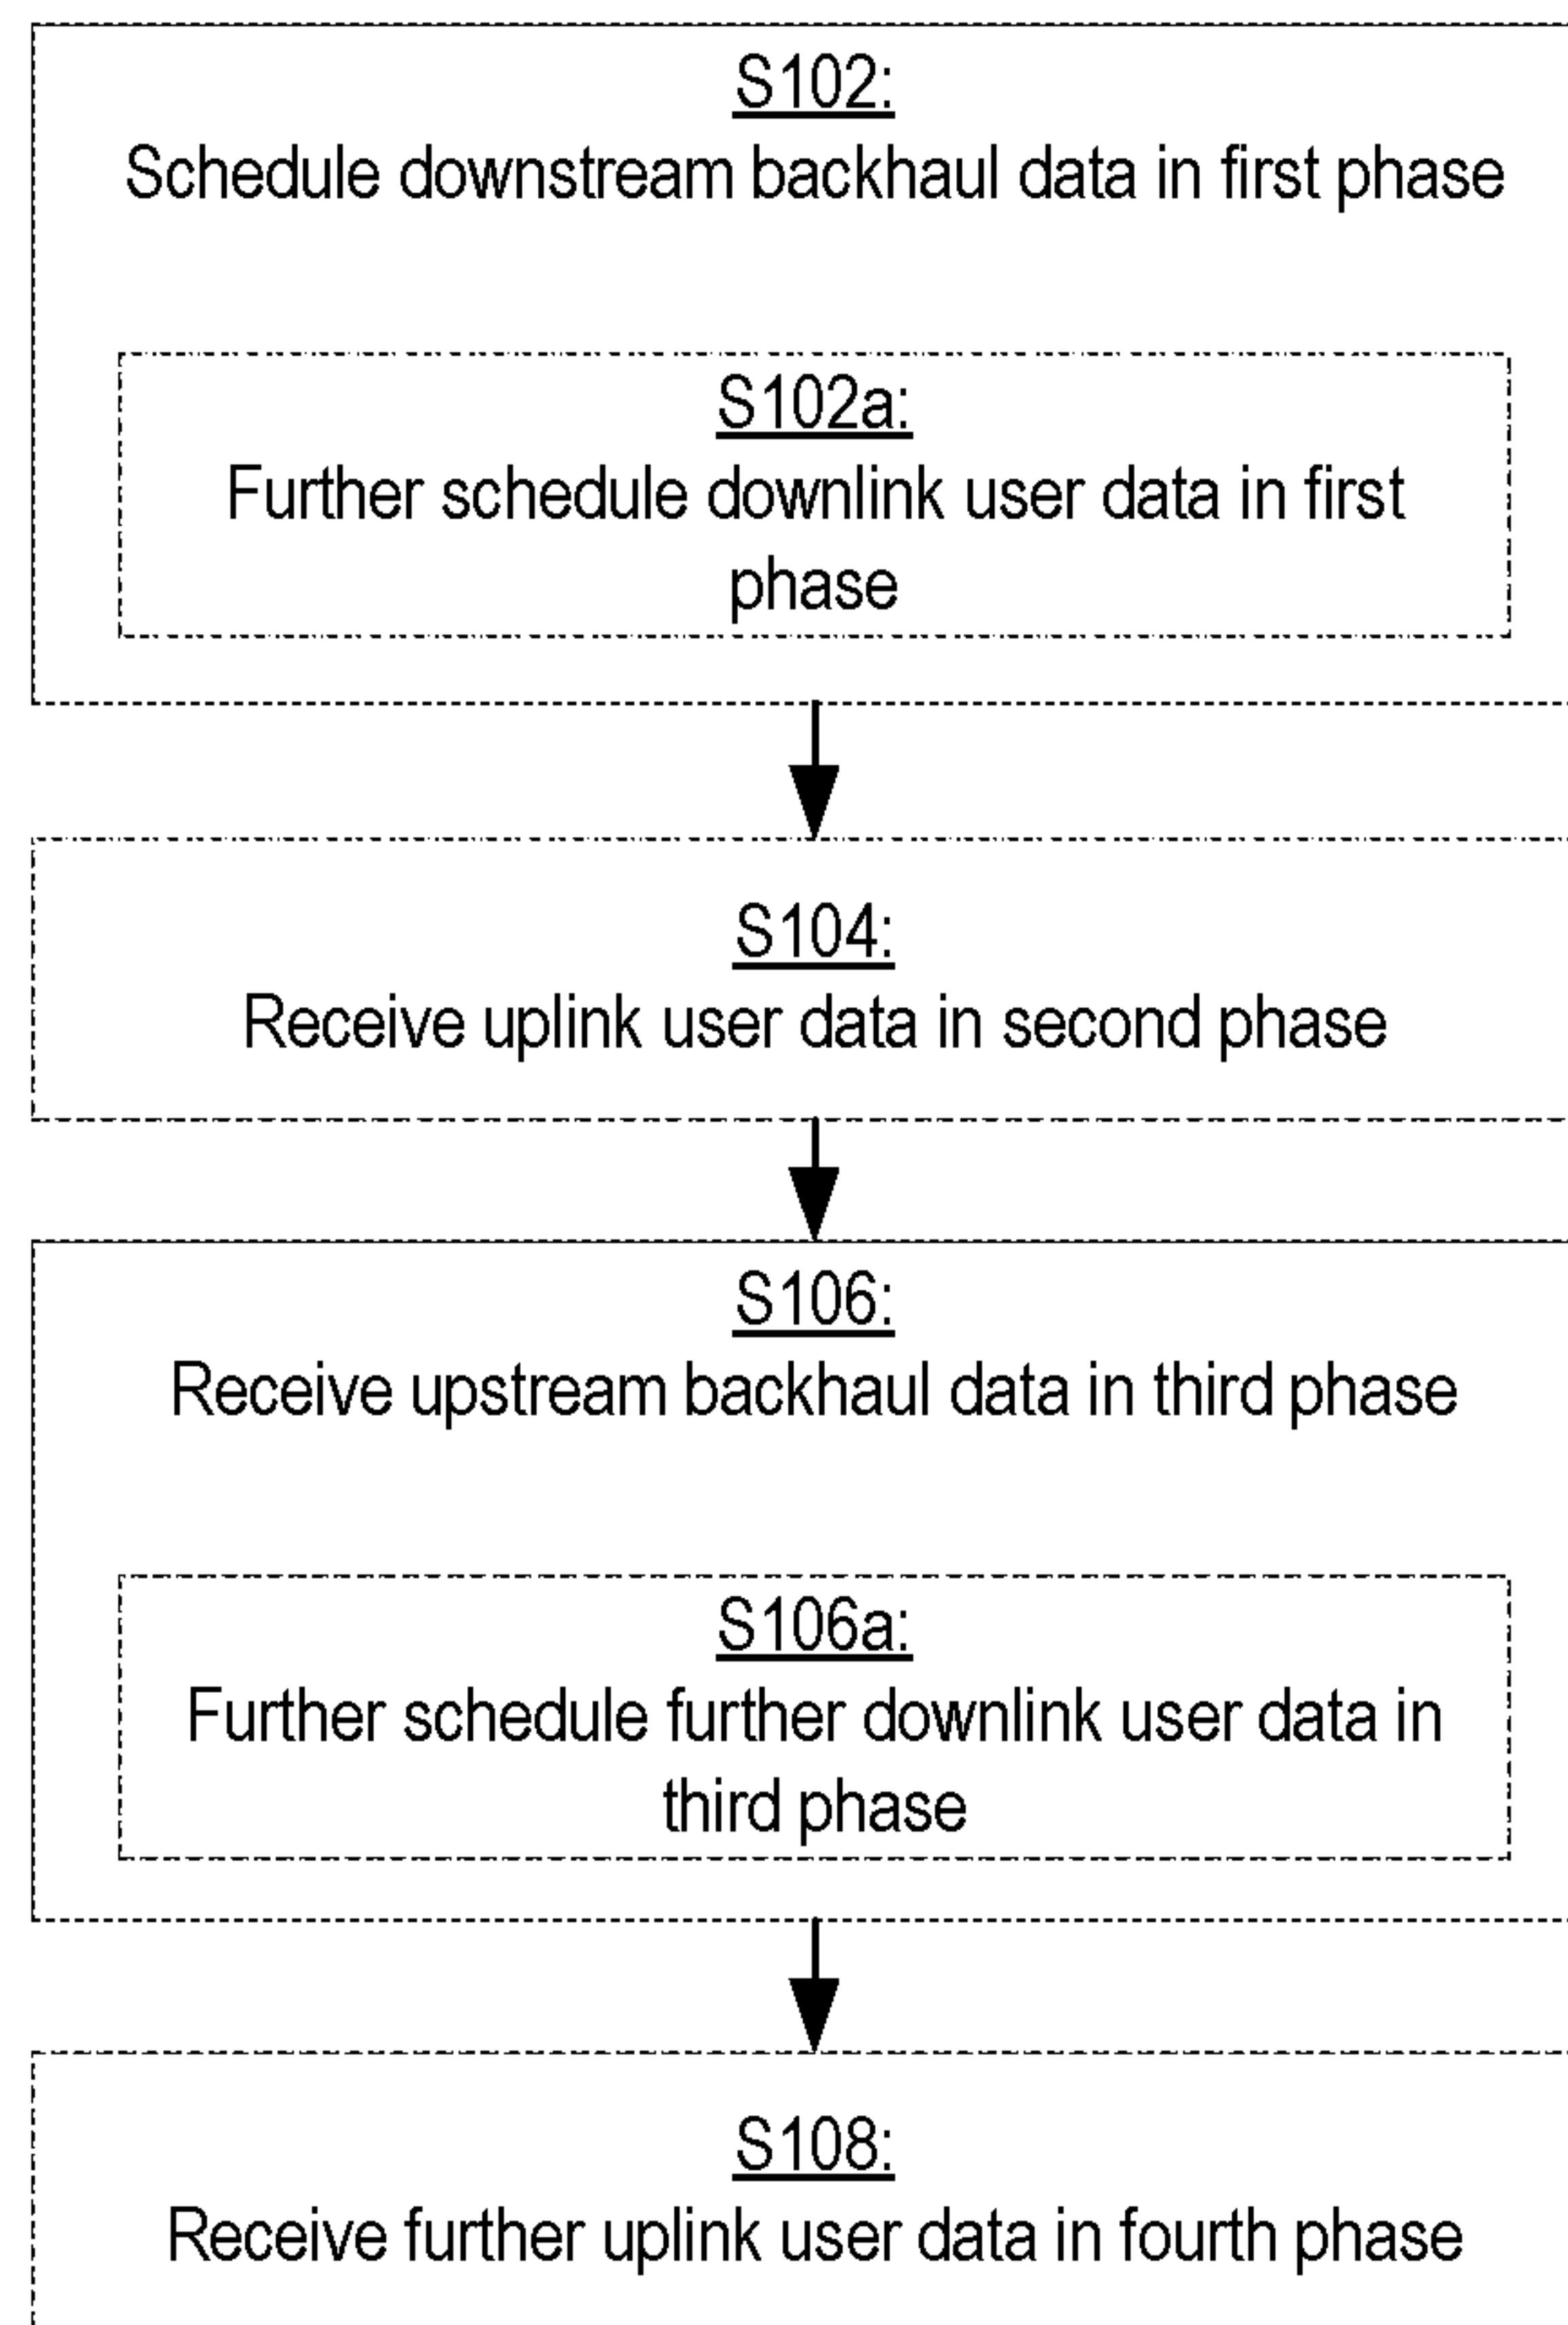 S102:
Schedule downstream backhaul data in first phase
S102a:
Further schedule downlink user data in first
phase
S104:
Receive uplink user data in second phase
S106:
Receive upstream backhaul data in third phase
S106a:
Further schedule further downlink user data in
third phase
S108:
Receive further uplink user data in fourth phase